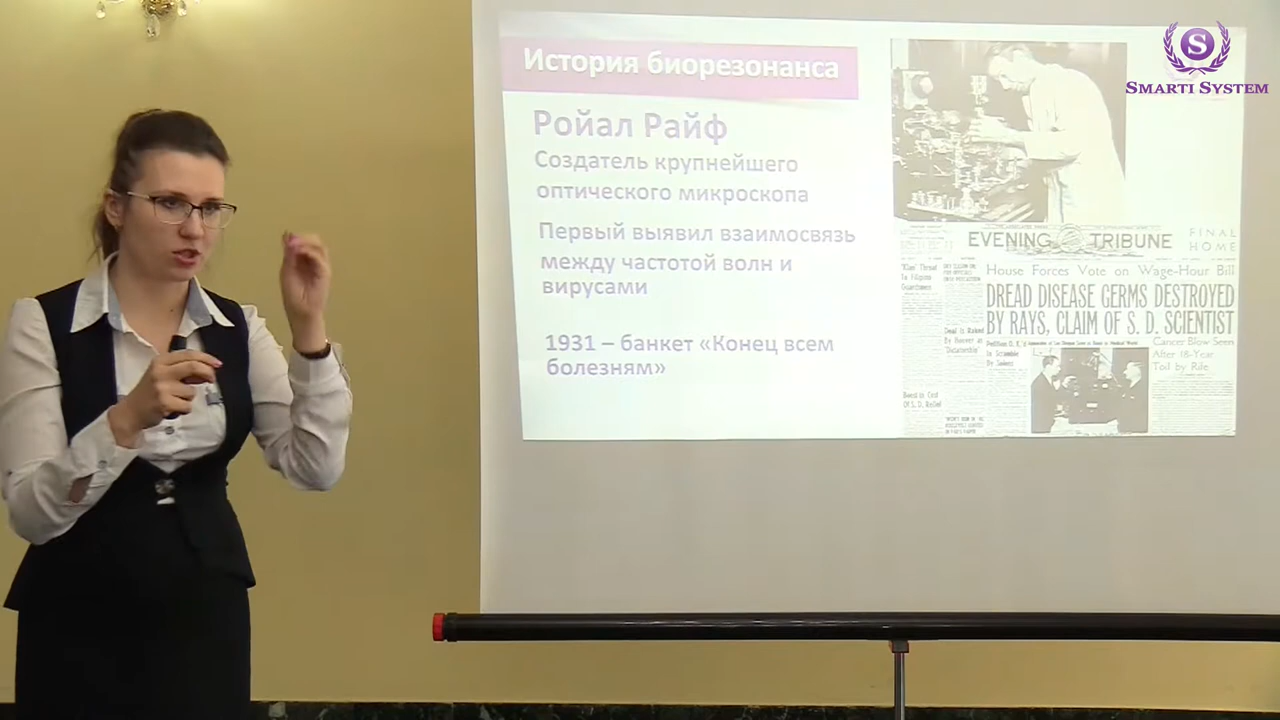 История биорезонанса
Ройал Райф
Создатель крупнейшего
оптического микроскопа
Первый выявил взаимосвязь
между частотой волн и
вирусами
1931 – банкет «Конец всем
болезням»
S
SMARTI SYSTEM
EVENING TRIBUNE
FINAL
HOME
House Forces Vote on Wage-Hour Bill
DREAD DISEASE GERMS DESTROYED
BY RAYS, CLAIM OF S. D. SCIENTIST
Cancer Blow Seen
After 18-Year
Toil by Rife